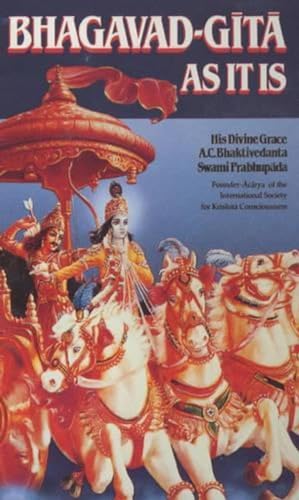 BHAGAVAD-GĪTĀ
AS IT IS
His Divine Grace
A.C. Bhaktivedanta
Swami Prabhupāda
Founder-Ācārya of the
International Society
for Krishna Consciousness